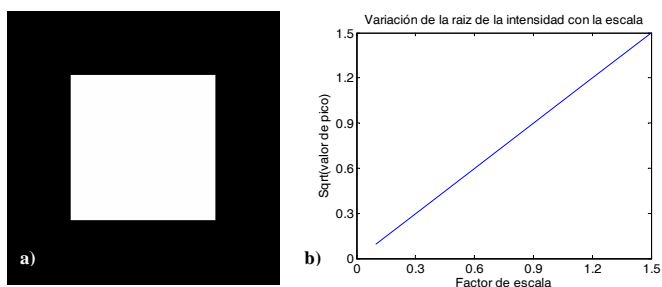 a)
b)
Variación de la raiz de la intensidad con la escala
Sqrt(valor de pico)
1.5
1.2
0.9
0.6
0.3
0
0 0.3 0.6 0.9 1.2 1.5
Factor de escala